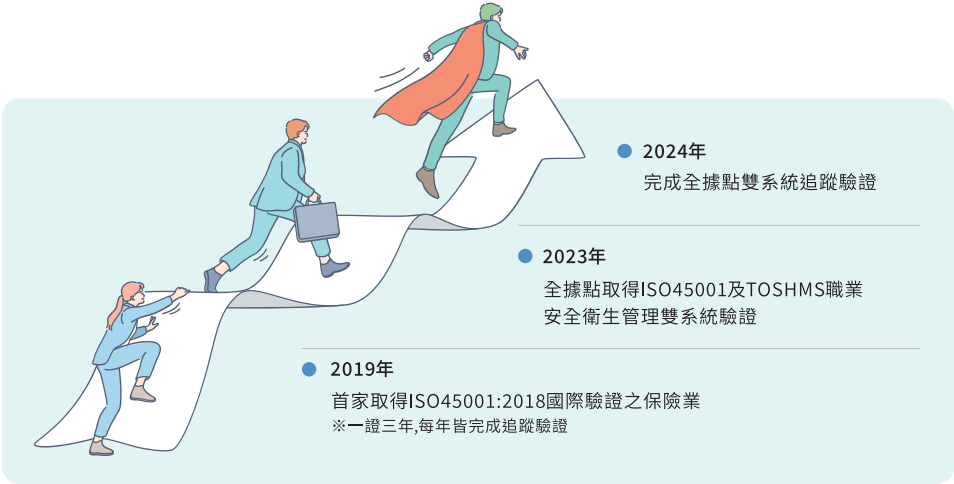 2024年
完成全據點雙系統追蹤驗證
2023年
全據點取得ISO45001及TOSHMS職業
安全衛生管理雙系統驗證
2019年
首家取得ISO45001:2018國際驗證之保險業
※一證三年,每年皆完成追蹤驗證